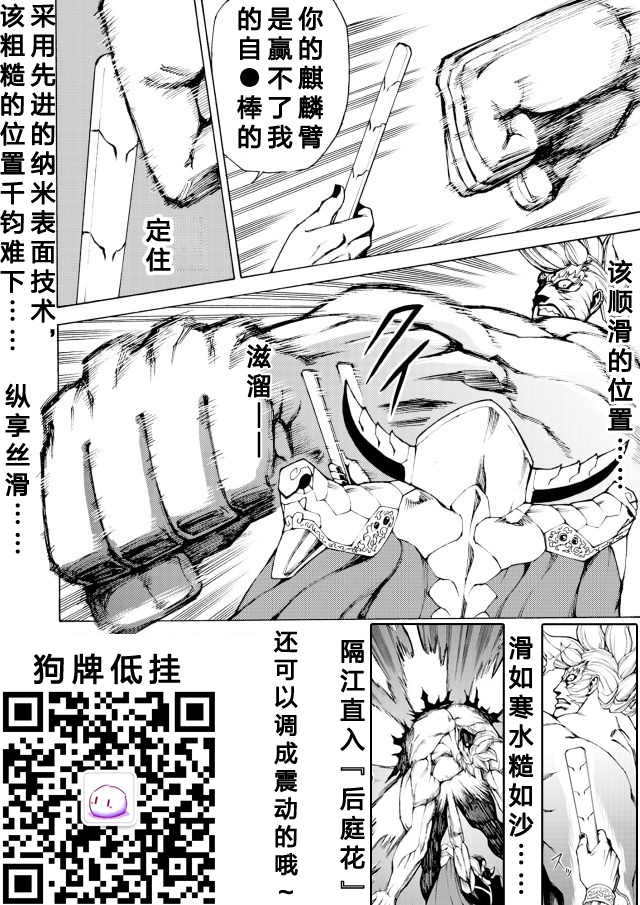 你的麒麟臂
是赢不了我
的自●棒的
定住
采用先进的纳米表面技术，
该粗糙的位置千钧难下……
该顺滑的位置……
滋溜——
纵享丝滑……
滑如寒水糙如沙……
スッ
隔江直入『后庭花』
还可以调成震动的哦~
狗牌低挂